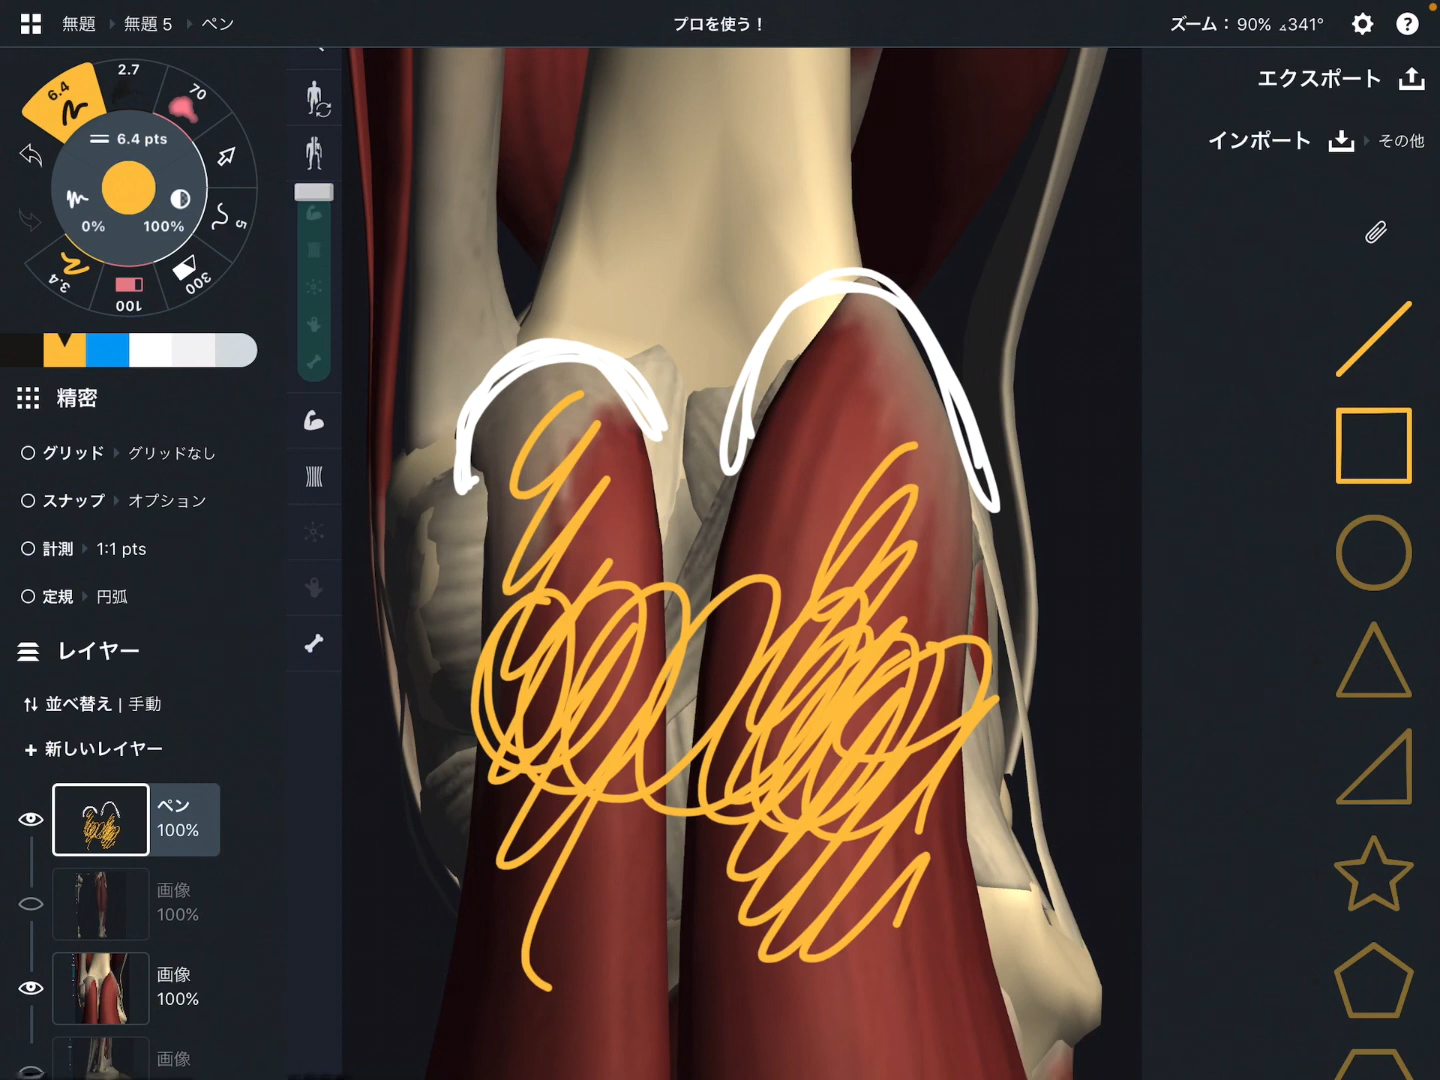 無題 無題 5 ペン
プロを使う!
ズーム: 90% ⊿341°
エクスポート
インポート その他
6.4
2.7
70
6.4 pts
0%
100%
5
3.4
100
300
精密
グリッド グリッドなし
スナップ オプション
計測 1:1 pts
定規 円弧
レイヤー
並べ替え | 手動
+ 新しいレイヤー
ペン
100%
画像
100%
画像
100%
画像